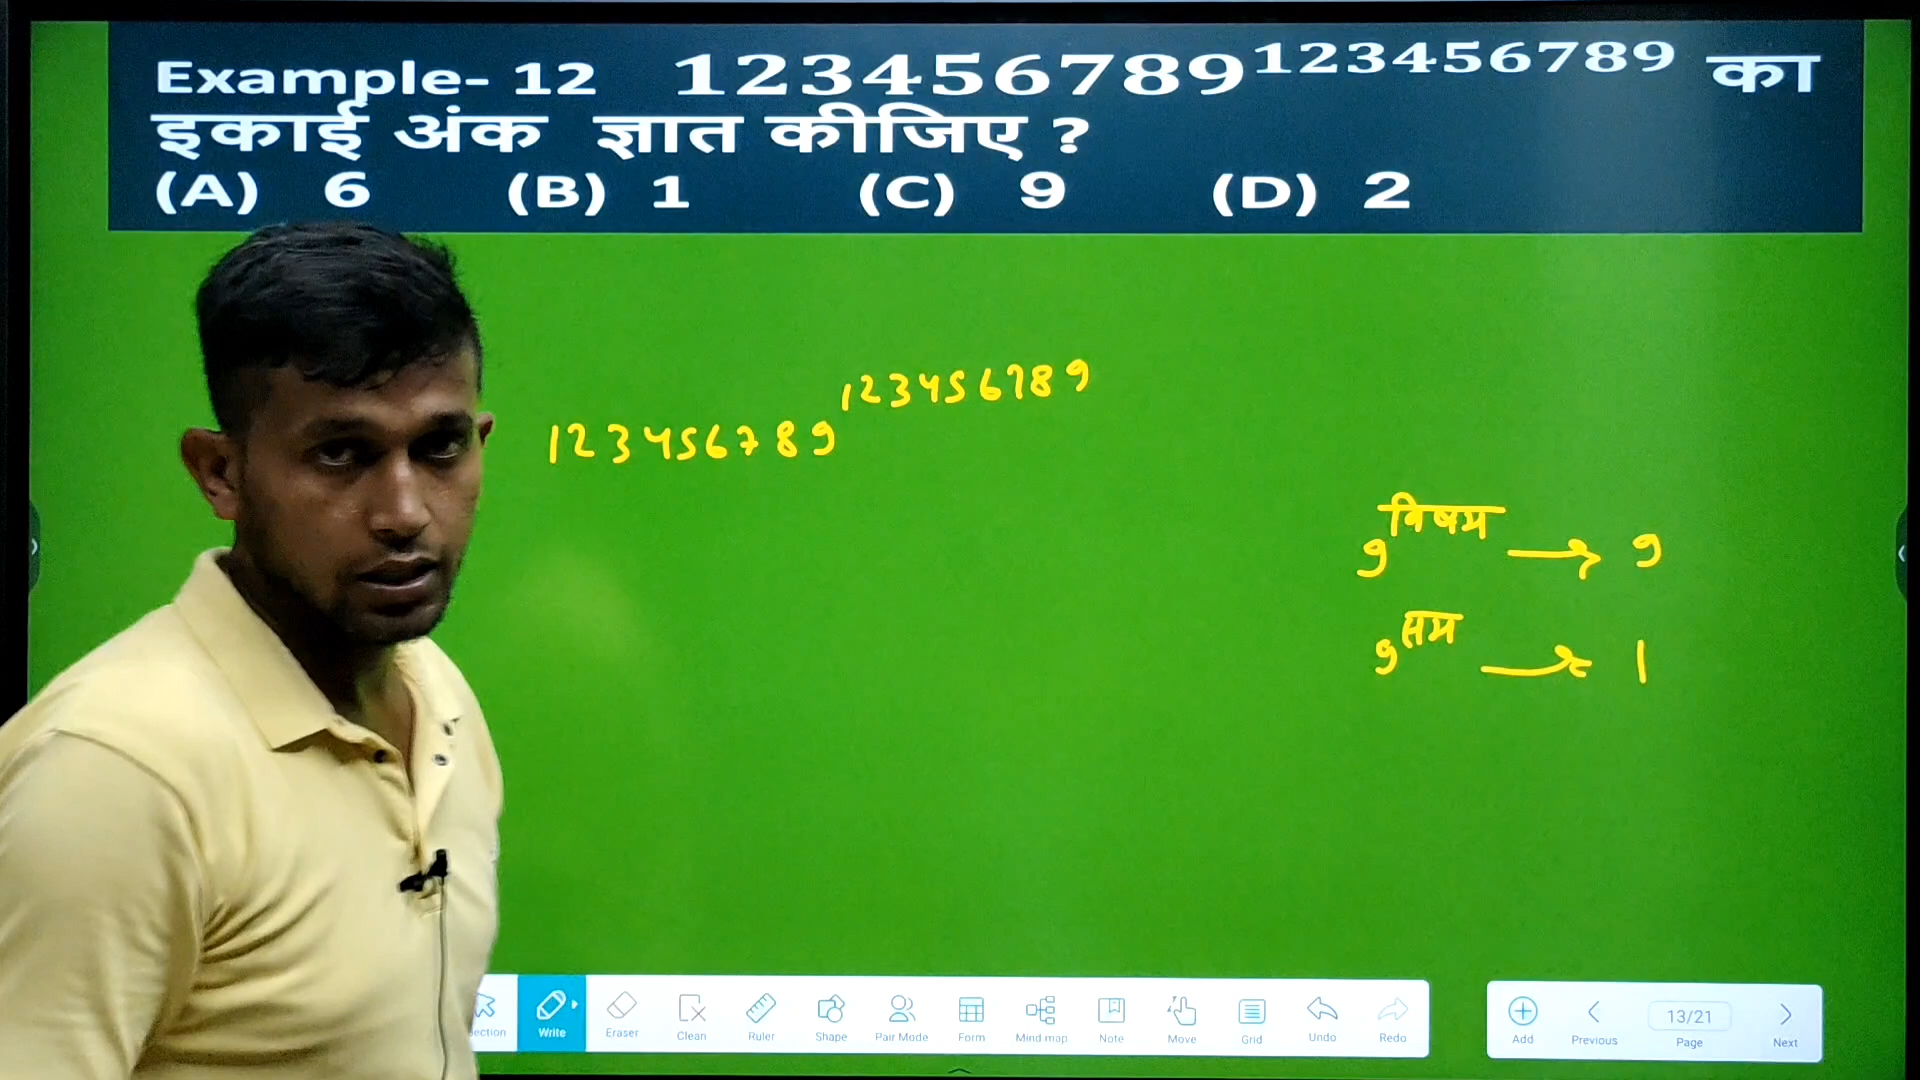 Example- 12 123456789^123456789 का
इकाई अंक ज्ञात कीजिए ?
(A) 6 (B) 1 (C) 9 (D) 2
123456789^123456789
9^विषम → 9
9^सम → 1
Write Eraser Clean Ruler Shape Pair Mode Form Mind map Note Move Grid Undo Redo
13/21
Add Previous Page Next